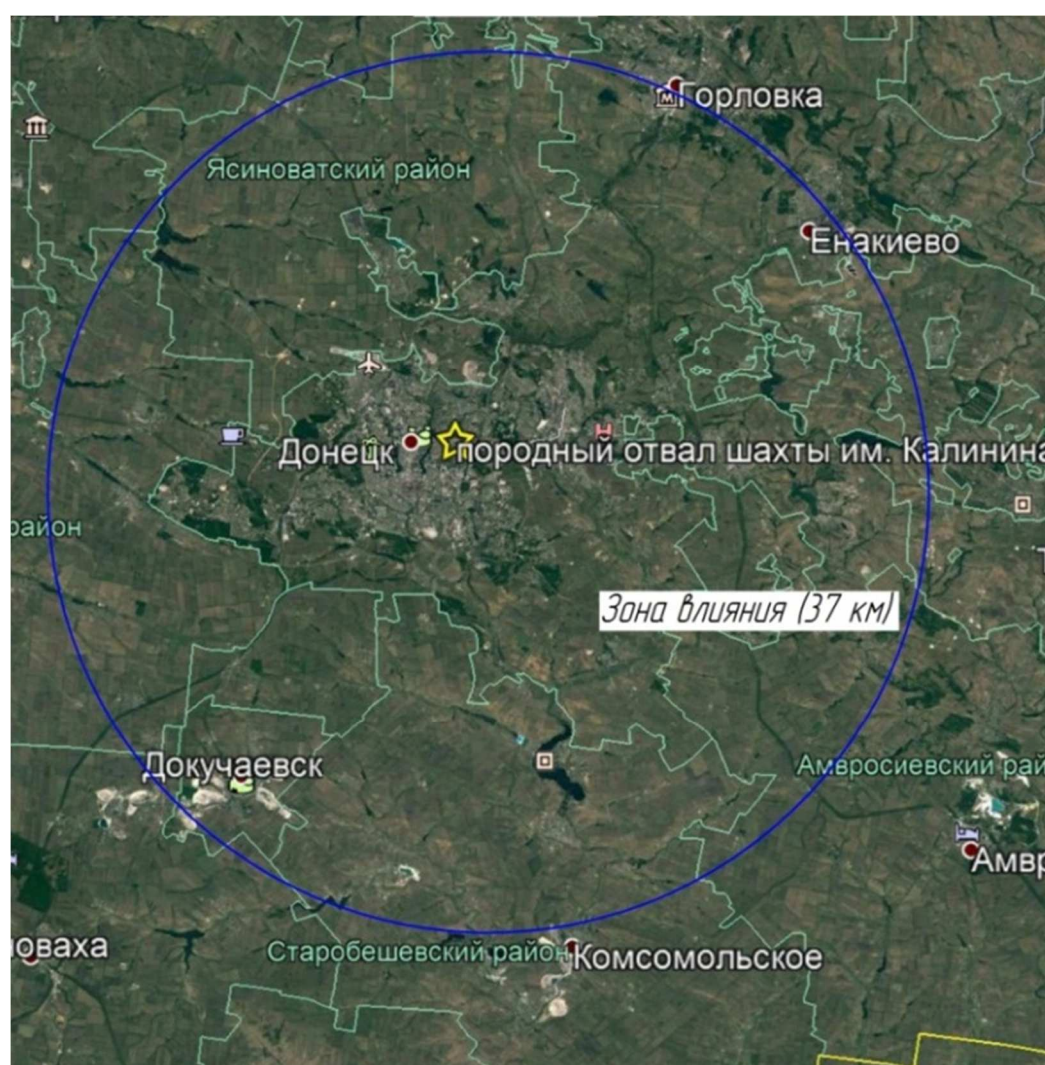 Горловка
Ясиноватский район
Енакиево
Донецк
породный отвал шахты им. Калинина
район
Зона влияния (37 км)
Докучаевск
Амвросиевский рай
Амвр
новаха
Старобешевский район
Комсомольское